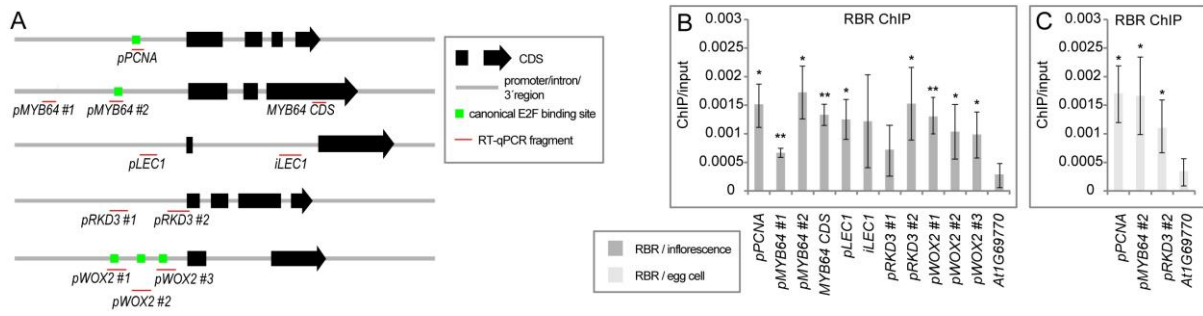 A
pPCNA
pMYB64 #1
pMYB64 #2
MYB64 CDS
pLEC1
iLEC1
pRKD3 #1
pRKD3 #2
pWOX2 #1
pWOX2 #3
pWOX2 #2
CDS
promoter/intron/
3´region
canonical E2F binding site
RT-qPCR fragment
B
RBR ChIP
ChIP/input
0.003
0.0025
0.002
0.0015
0.001
0.0005
0
* ** * ** * * ** * *
pPCNA
pMYB64 #1
pMYB64 #2
MYB64 CDS
pLEC1
iLEC1
pRKD3 #1
pRKD3 #2
pWOX2 #1
pWOX2 #2
pWOX2 #3
At1G69770
RBR / inflorescence
RBR / egg cell
C
RBR ChIP
ChIP/input
0.003
0.0025
0.002
0.0015
0.001
0.0005
0
* * *
pPCNA
pMYB64 #2
pRKD3 #2
At1G69770